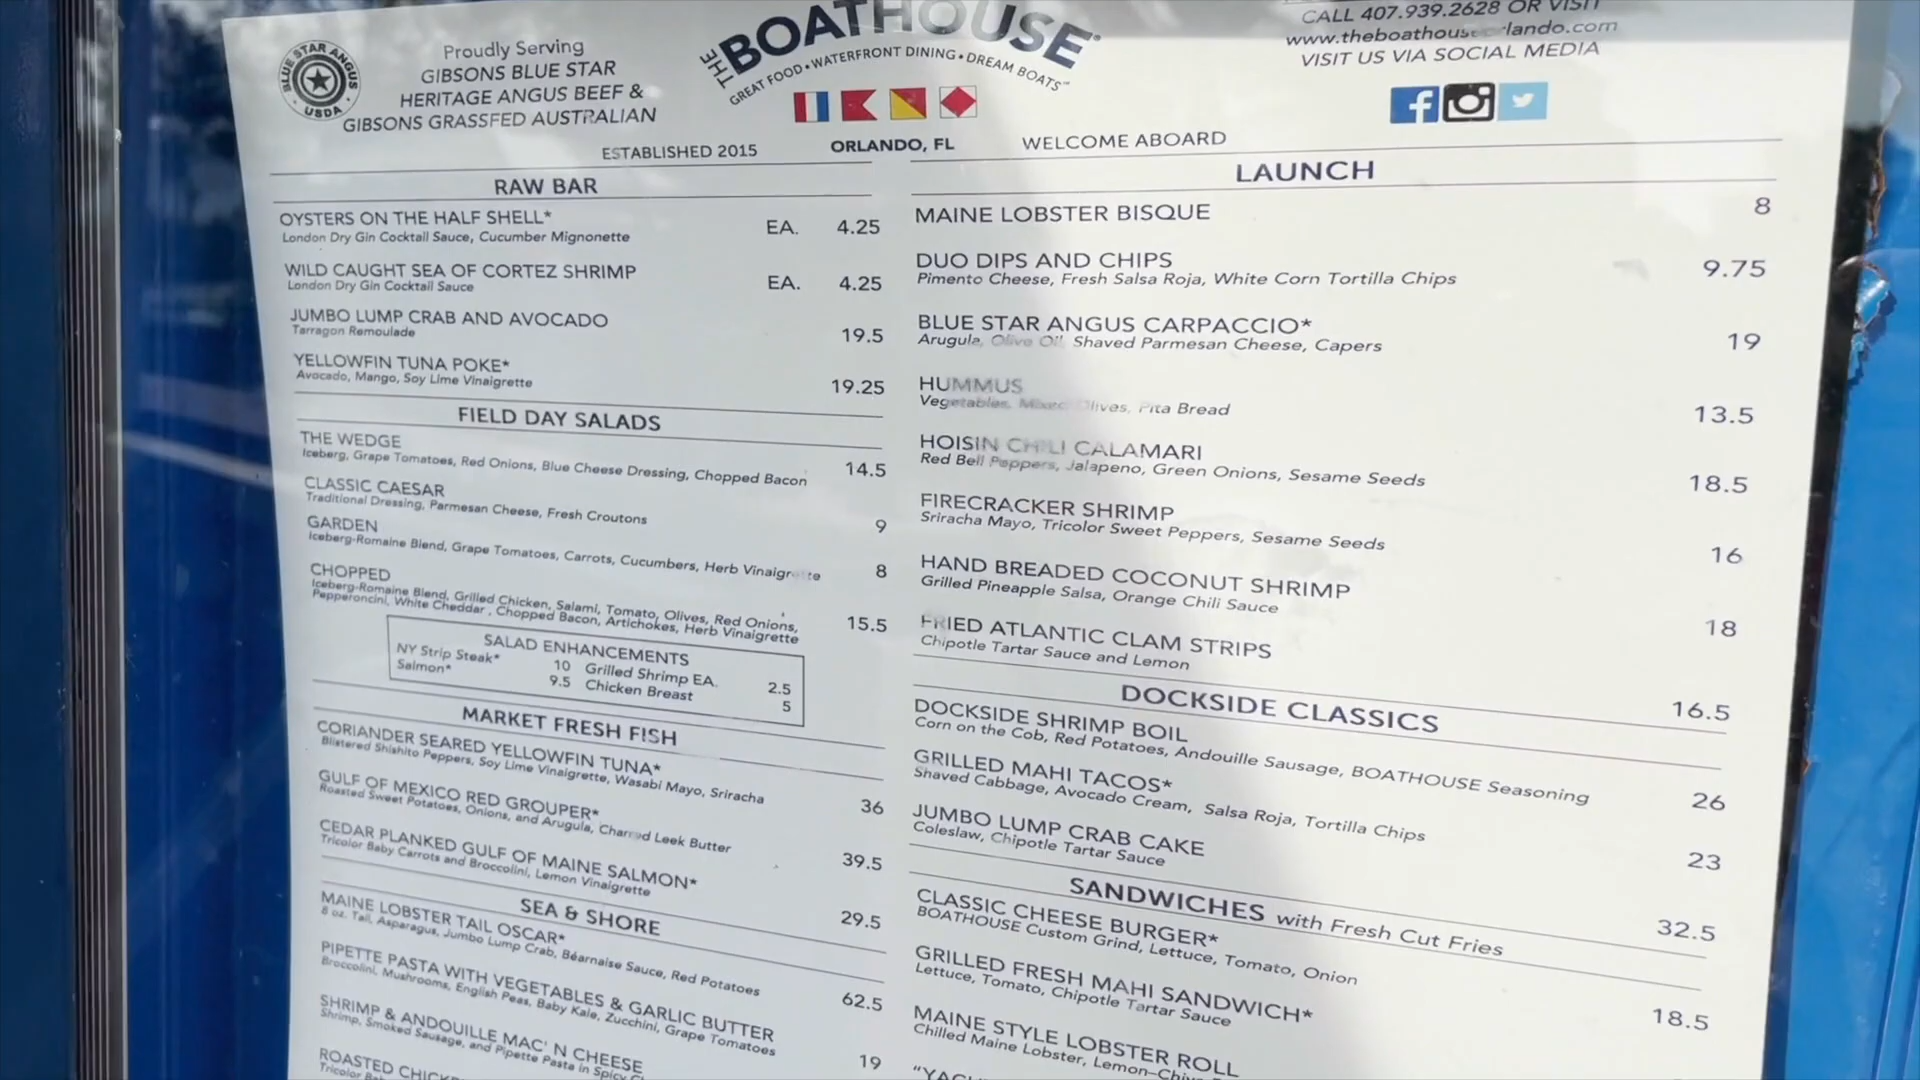 BLUE STAR ANGUS
USDA
Proudly Serving
GIBSONS BLUE STAR
HERITAGE ANGUS BEEF &
GIBSONS GRASSFED AUSTRALIAN
THE BOATHOUSE
GREAT FOOD • WATERFRONT DINING • DREAM BOATS
CALL 407.939.2628 OR VISIT
www.theboathouseorlando.com
VISIT US VIA SOCIAL MEDIA
ESTABLISHED 2015
ORLANDO, FL
WELCOME ABOARD
RAW BAR
OYSTERS ON THE HALF SHELL* EA. 4.25
London Dry Gin Cocktail Sauce, Cucumber Mignonette
WILD CAUGHT SEA OF CORTEZ SHRIMP EA. 4.25
London Dry Gin Cocktail Sauce
JUMBO LUMP CRAB AND AVOCADO 19.5
Tarragon Remoulade
YELLOWFIN TUNA POKE* 19.25
Avocado, Mango, Soy Lime Vinaigrette
FIELD DAY SALADS
THE WEDGE 14.5
Iceberg, Grape Tomatoes, Red Onions, Blue Cheese Dressing, Chopped Bacon
CLASSIC CAESAR 9
Traditional Dressing, Parmesan Cheese, Fresh Croutons
GARDEN 8
Iceberg-Romaine Blend, Grape Tomatoes, Carrots, Cucumbers, Herb Vinaigrette
CHOPPED 15.5
Iceberg-Romaine Blend, Grilled Chicken, Salami, Tomato, Olives, Red Onions,
Pepperoncini, White Cheddar, Chopped Bacon, Artichokes, Herb Vinaigrette
SALAD ENHANCEMENTS
NY Strip Steak* 10 Grilled Shrimp EA. 2.5
Salmon* 9.5 Chicken Breast 5
MARKET FRESH FISH
CORIANDER SEARED YELLOWFIN TUNA* 36
Blistered Shishito Peppers, Soy Lime Vinaigrette, Wasabi Mayo, Sriracha
GULF OF MEXICO RED GROUPER* 39.5
Roasted Sweet Potatoes, Onions, and Arugula, Charred Leek Butter
CEDAR PLANKED GULF OF MAINE SALMON* 29.5
Tricolor Baby Carrots and Broccolini, Lemon Vinaigrette
SEA & SHORE
MAINE LOBSTER TAIL OSCAR* 62.5
8 oz. Tail, Asparagus, Jumbo Lump Crab, Béarnaise Sauce, Red Potatoes
PIPETTE PASTA WITH VEGETABLES & GARLIC BUTTER 19
Broccolini, Mushrooms, English Peas, Baby Kale, Zucchini, Grape Tomatoes
SHRIMP & ANDOUILLE MAC' N CHEESE
Shrimp, Smoked Sausage, and Pipette Pasta in Spicy
ROASTED
Tricolor
LAUNCH
MAINE LOBSTER BISQUE 8
DUO DIPS AND CHIPS 9.75
Pimento Cheese, Fresh Salsa Roja, White Corn Tortilla Chips
BLUE STAR ANGUS CARPACCIO* 19
Arugula, Olive Oil, Shaved Parmesan Cheese, Capers
HUMMUS 13.5
Vegetables, Mixed Olives, Pita Bread
HOISIN CHILI CALAMARI 18.5
Red Bell Peppers, Jalapeno, Green Onions, Sesame Seeds
FIRECRACKER SHRIMP 16
Sriracha Mayo, Tricolor Sweet Peppers, Sesame Seeds
HAND BREADED COCONUT SHRIMP 18
Grilled Pineapple Salsa, Orange Chili Sauce
FRIED ATLANTIC CLAM STRIPS 16.5
Chipotle Tartar Sauce and Lemon
DOCKSIDE CLASSICS
DOCKSIDE SHRIMP BOIL 26
Corn on the Cob, Red Potatoes, Andouille Sausage, BOATHOUSE Seasoning
GRILLED MAHI TACOS* 23
Shaved Cabbage, Avocado Cream, Salsa Roja, Tortilla Chips
JUMBO LUMP CRAB CAKE 32.5
Coleslaw, Chipotle Tartar Sauce
SANDWICHES with Fresh Cut Fries
CLASSIC CHEESE BURGER* 18.5
BOATHOUSE Custom Grind, Lettuce, Tomato, Onion
GRILLED FRESH MAHI SANDWICH*
Lettuce, Tomato, Chipotle Tartar Sauce
MAINE STYLE LOBSTER ROLL
Chilled Maine Lobster,